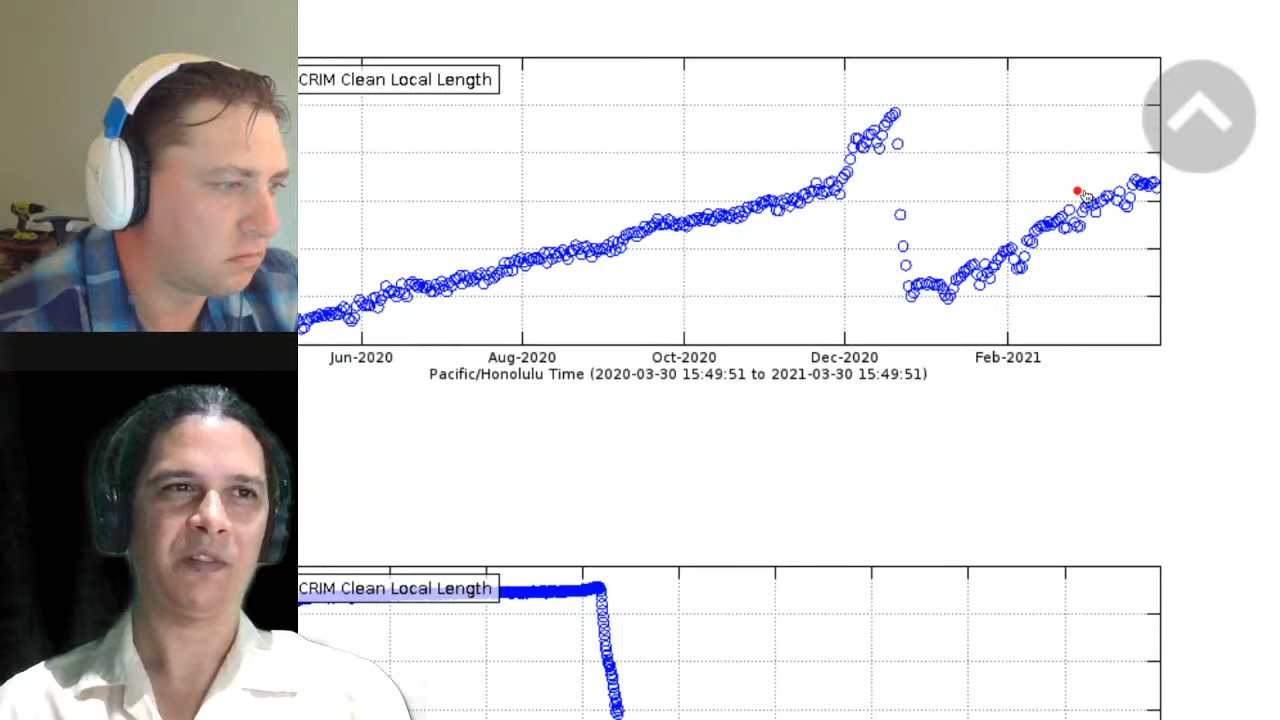 CRIM Clean Local Length
Jun-2020 Aug-2020 Oct-2020 Dec-2020 Feb-2021
Pacific/Honolulu Time (2020-03-30 15:49:51 to 2021-03-30 15:49:51)
CRIM Clean Local Length